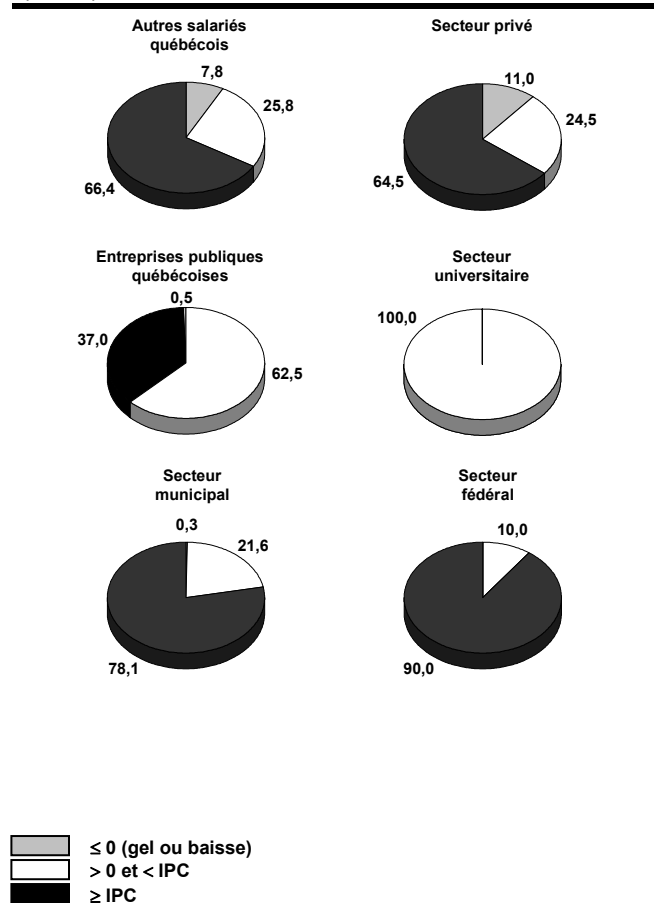 Autres salariés
québécois
7,8
25,8
66,4
Secteur privé
11,0
24,5
64,5
Entreprises publiques
québécoises
0,5
37,0
62,5
Secteur
universitaire
100,0
Secteur
municipal
0,3
21,6
78,1
Secteur
fédéral
10,0
90,0
≤ 0 (gel ou baisse)
> 0 et < IPC
≥ IPC